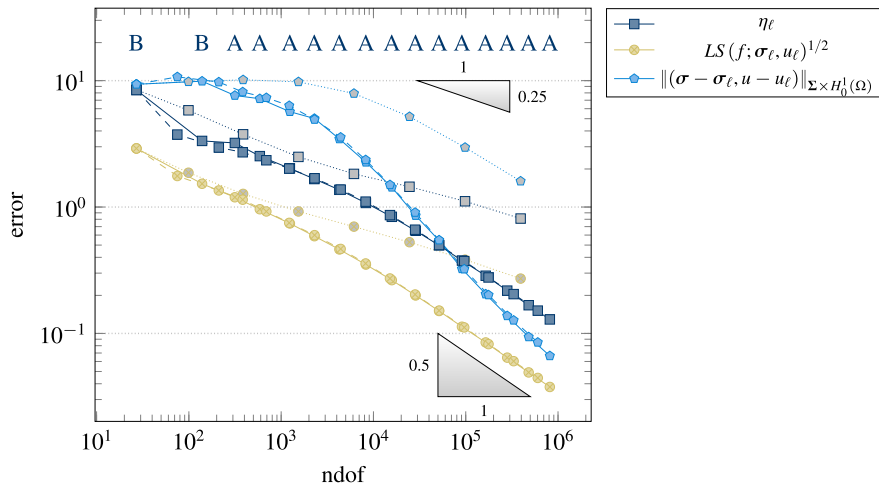 B B A A A A A A A A A A A A A
η_ℓ
LS(f; σ_ℓ, u_ℓ)^{1/2}
‖(σ − σ_ℓ, u − u_ℓ)‖_{Σ×H_0^1(Ω)}
10^1
10^0
10^{−1}
error
1
0.25
0.5
1
10^1 10^2 10^3 10^4 10^5 10^6
ndof